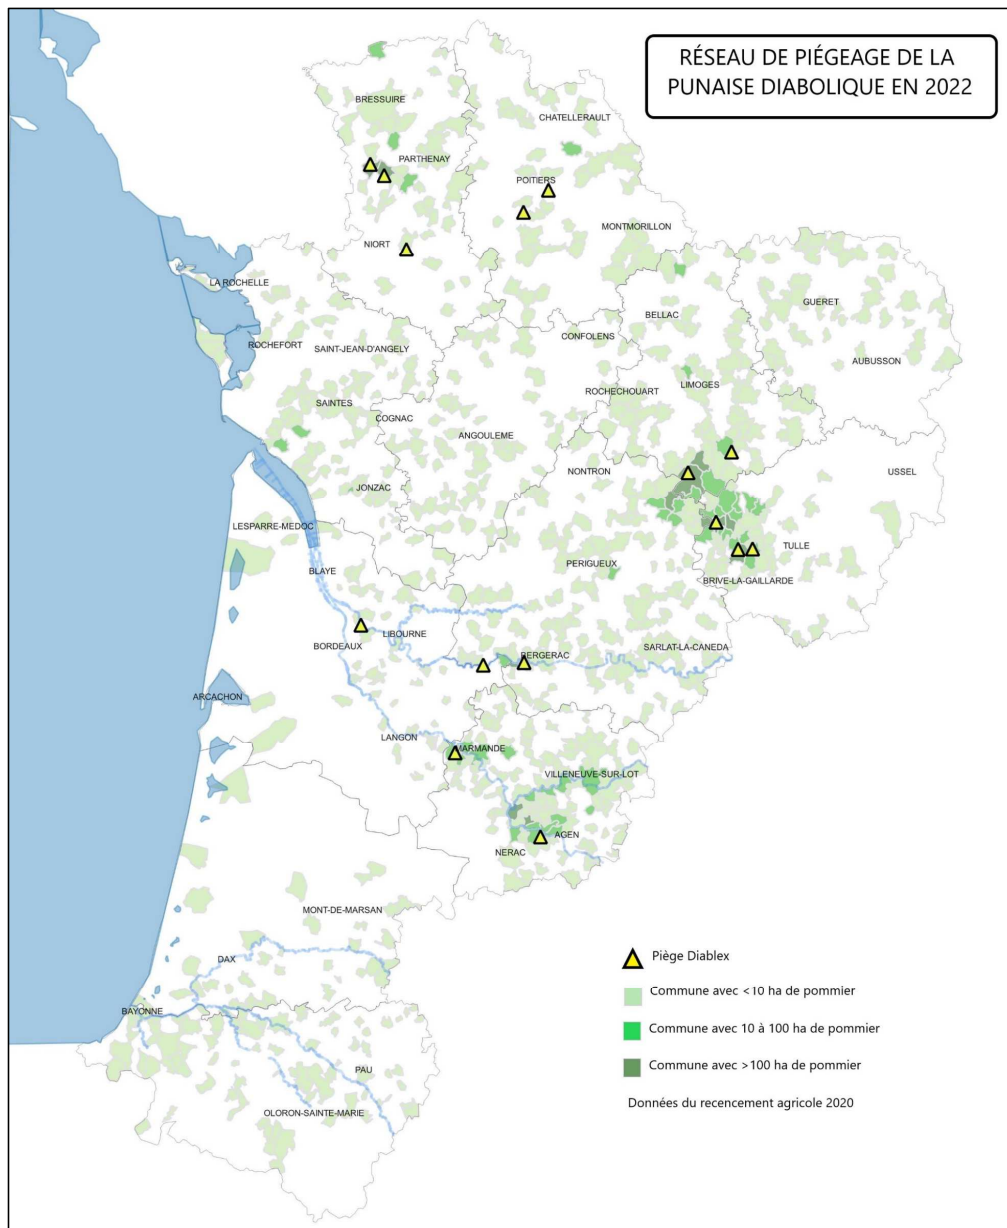 RÉSEAU DE PIÉGEAGE DE LA
PUNAISE DIABOLIQUE EN 2022
BRESSUIRE
CHATELLERAULT
PARTHENAY
POITIERS
MONTMORILLON
NIORT
LA ROCHELLE
GUERET
BELLAC
ROCHEFORT
SAINT-JEAN-D'ANGELY
CONFOLENS
AUBUSSON
ROCHECHOUART
LIMOGES
SAINTES
COGNAC
ANGOULEME
NONTRON
USSEL
JONZAC
LESPARRE-MEDOC
TULLE
BLAYE
PERIGUEUX
BRIVE-LA-GAILLARDE
LIBOURNE
BORDEAUX
BERGERAC
SARLAT-LA-CANEDA
ARCACHON
LANGON
MARMANDE
VILLENEUVE-SUR-LOT
AGEN
NERAC
MONT-DE-MARSAN
DAX
BAYONNE
PAU
OLORON-SAINTE-MARIE
Piège Diablex
Commune avec <10 ha de pommier
Commune avec 10 à 100 ha de pommier
Commune avec >100 ha de pommier
Données du recencement agricole 2020